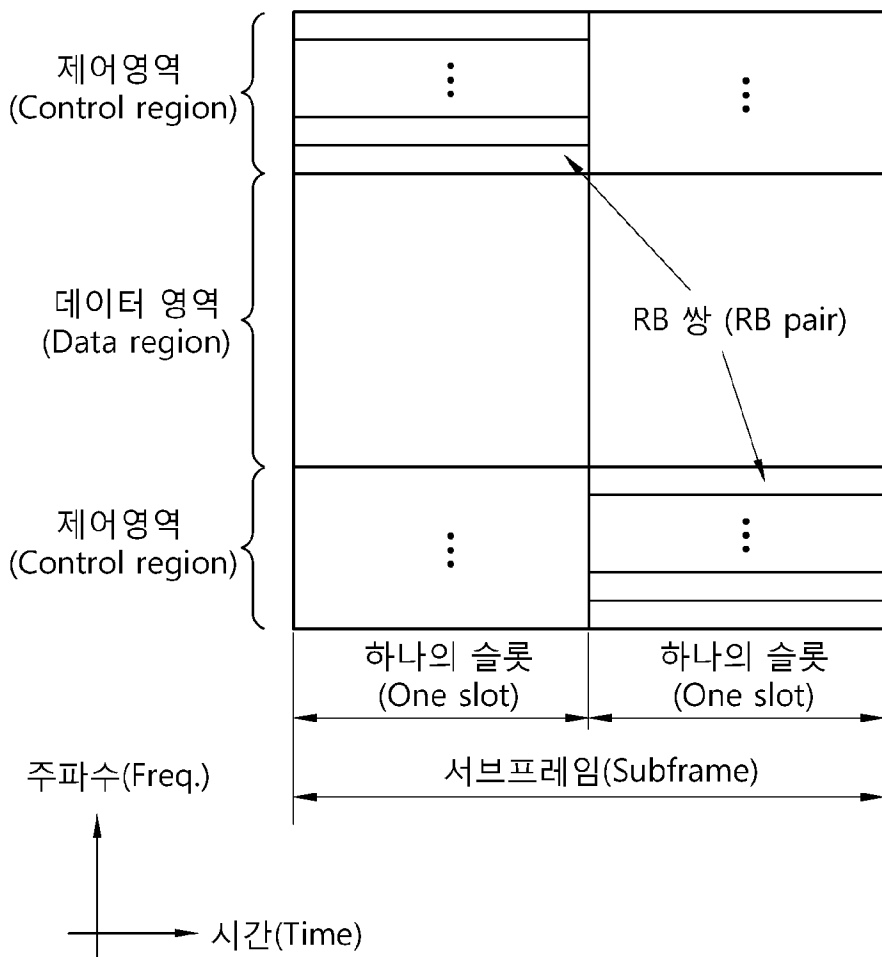 제어영역
(Control region)
데이터 영역
(Data region)
RB 쌍 (RB pair)
제어영역
(Control region)
하나의 슬롯
(One slot)
하나의 슬롯
(One slot)
서브프레임(Subframe)
주파수(Freq.)
시간(Time)